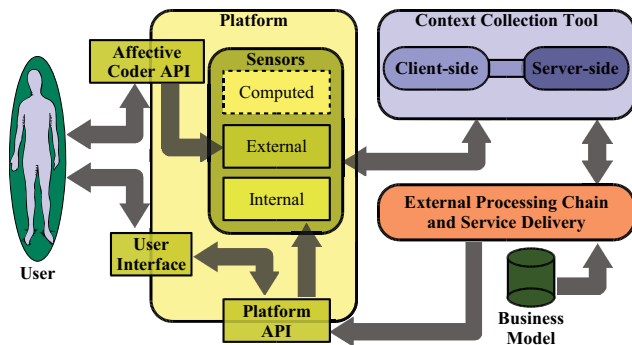 Platform
Context Collection Tool
Affective
Coder API
Sensors
Client-side
Server-side
Computed
External
Internal
External Processing Chain
and Service Delivery
User
Interface
User
Platform
API
Business
Model